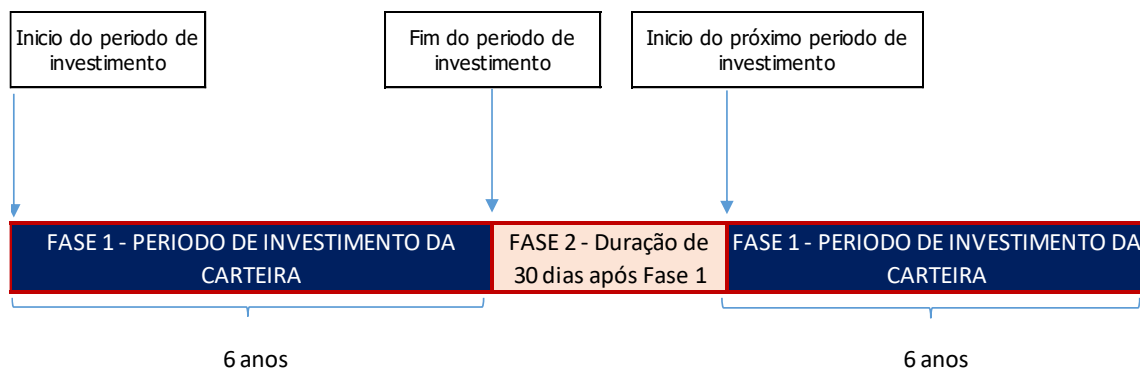 Inicio do periodo de
investimento
Fim do periodo de
investimento
Inicio do próximo periodo de
investimento
FASE 1 - PERIODO DE INVESTIMENTO DA
CARTEIRA
FASE 2 - Duração de
30 dias após Fase 1
FASE 1 - PERIODO DE INVESTIMENTO DA
CARTEIRA
6 anos
6 anos